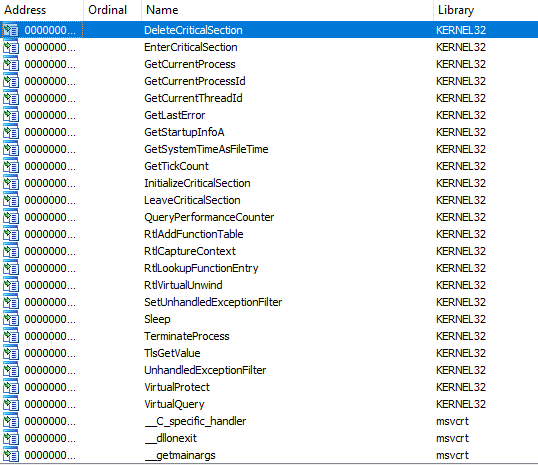 Address Ordinal Name Library
0000000... DeleteCriticalSection KERNEL32
0000000... EnterCriticalSection KERNEL32
0000000... GetCurrentProcess KERNEL32
0000000... GetCurrentProcessId KERNEL32
0000000... GetCurrentThreadId KERNEL32
0000000... GetLastError KERNEL32
0000000... GetStartupInfoA KERNEL32
0000000... GetSystemTimeAsFileTime KERNEL32
0000000... GetTickCount KERNEL32
0000000... InitializeCriticalSection KERNEL32
0000000... LeaveCriticalSection KERNEL32
0000000... QueryPerformanceCounter KERNEL32
0000000... RtlAddFunctionTable KERNEL32
0000000... RtlCaptureContext KERNEL32
0000000... RtlLookupFunctionEntry KERNEL32
0000000... RtlVirtualUnwind KERNEL32
0000000... SetUnhandledExceptionFilter KERNEL32
0000000... Sleep KERNEL32
0000000... TerminateProcess KERNEL32
0000000... TlsGetValue KERNEL32
0000000... UnhandledExceptionFilter KERNEL32
0000000... VirtualProtect KERNEL32
0000000... VirtualQuery KERNEL32
0000000... __C_specific_handler msvcrt
0000000... __dllonexit msvcrt
0000000... __getmainargs msvcrt